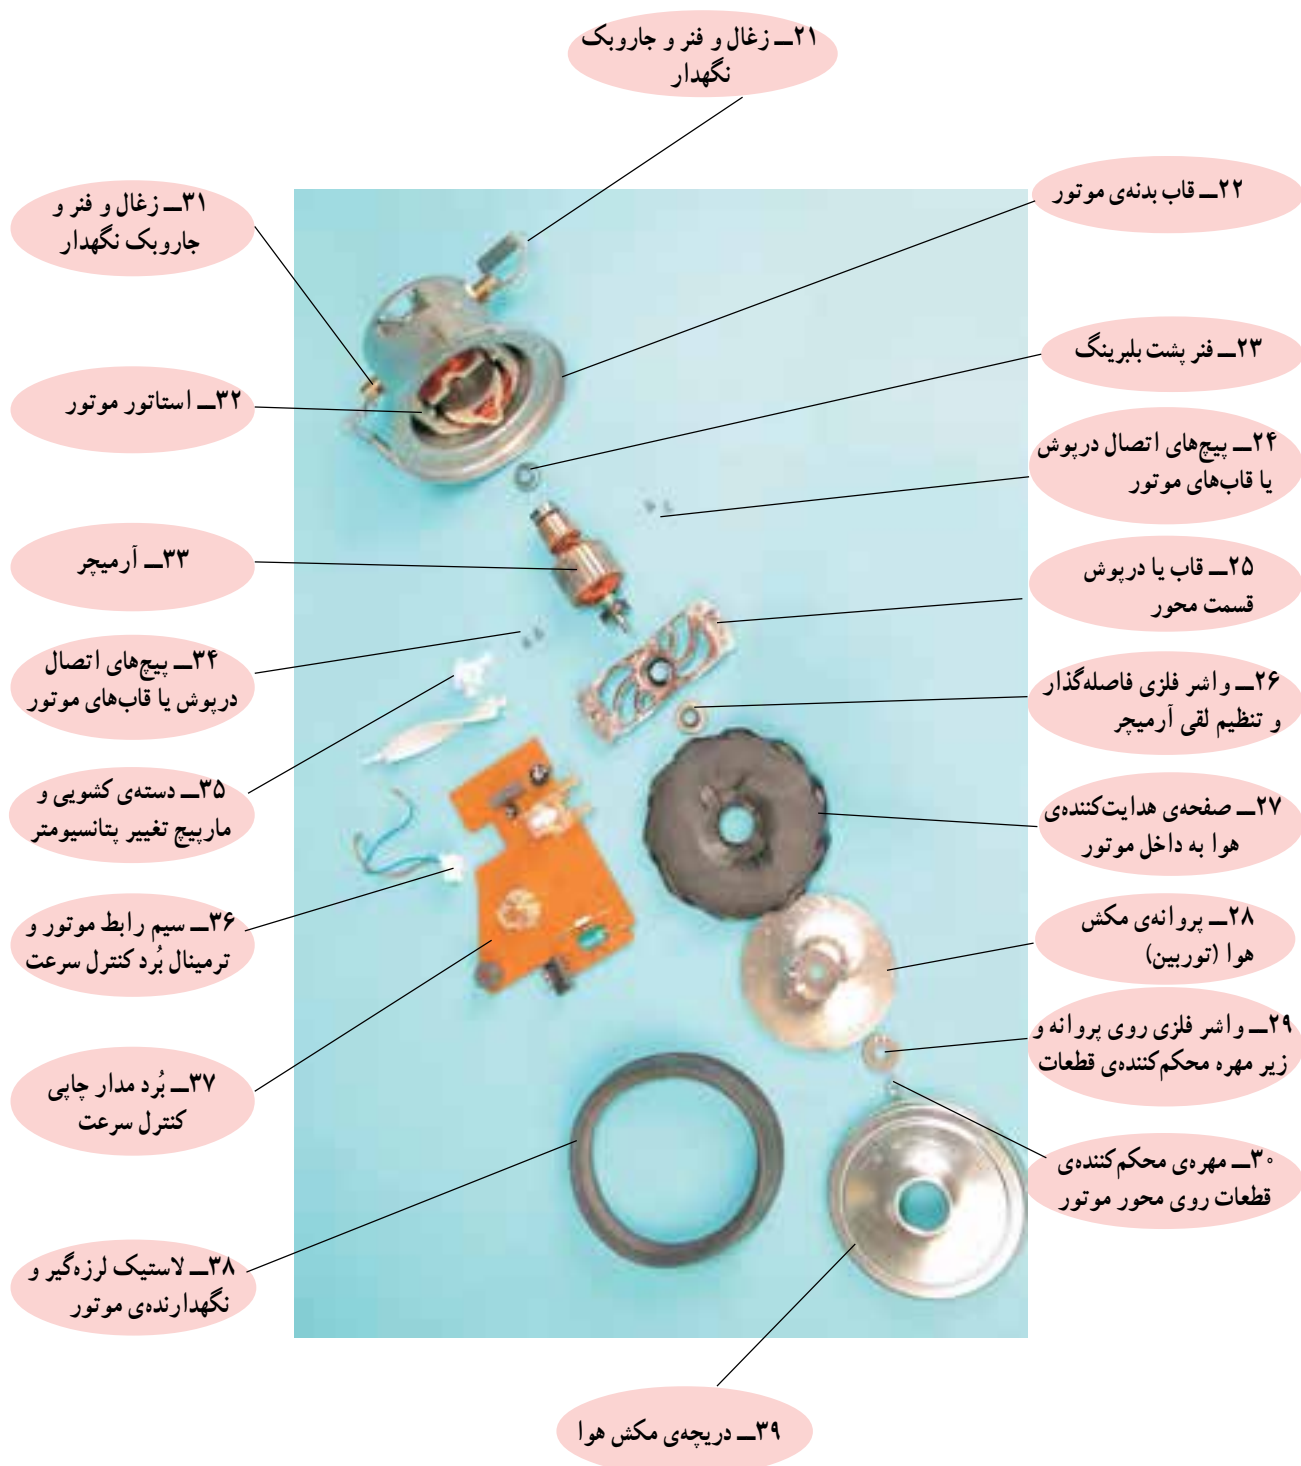 ۲۱ــ زغال و فنر و جاروبک
نگهدار
۲۲ــ قاب بدنه‌ی موتور
۲۳ــ فنر پشت بلبرینگ
۲۴ــ پیچ‌های اتصال درپوش
یا قاب‌های موتور
۲۵ــ قاب یا درپوش
قسمت محور
۲۶ــ واشر فلزی فاصله‌گذار
و تنظیم لقی آرمیچر
۲۷ــ صفحه‌ی هدایت‌کننده‌ی
هوا به داخل موتور
۲۸ــ پروانه‌ی مکش
هوا (توربین)
۲۹ــ واشر فلزی روی پروانه و
زیر مهره محکم‌کننده‌ی قطعات
۳۰ــ مهره‌ی محکم‌کننده‌ی
قطعات روی محور موتور
۳۱ــ زغال و فنر و
جاروبک نگهدار
۳۲ــ استاتور موتور
۳۳ــ آرمیچر
۳۴ــ پیچ‌های اتصال
درپوش یا قاب‌های موتور
۳۵ــ دسته‌ی کشویی و
مارپیچ تغییر پتانسیومتر
۳۶ــ سیم رابط موتور و
ترمینال بُرد کنترل سرعت
۳۷ــ بُرد مدار چاپی
کنترل سرعت
۳۸ــ لاستیک لرزه‌گیر و
نگهدارنده‌ی موتور
۳۹ــ دریچه‌ی مکش هوا